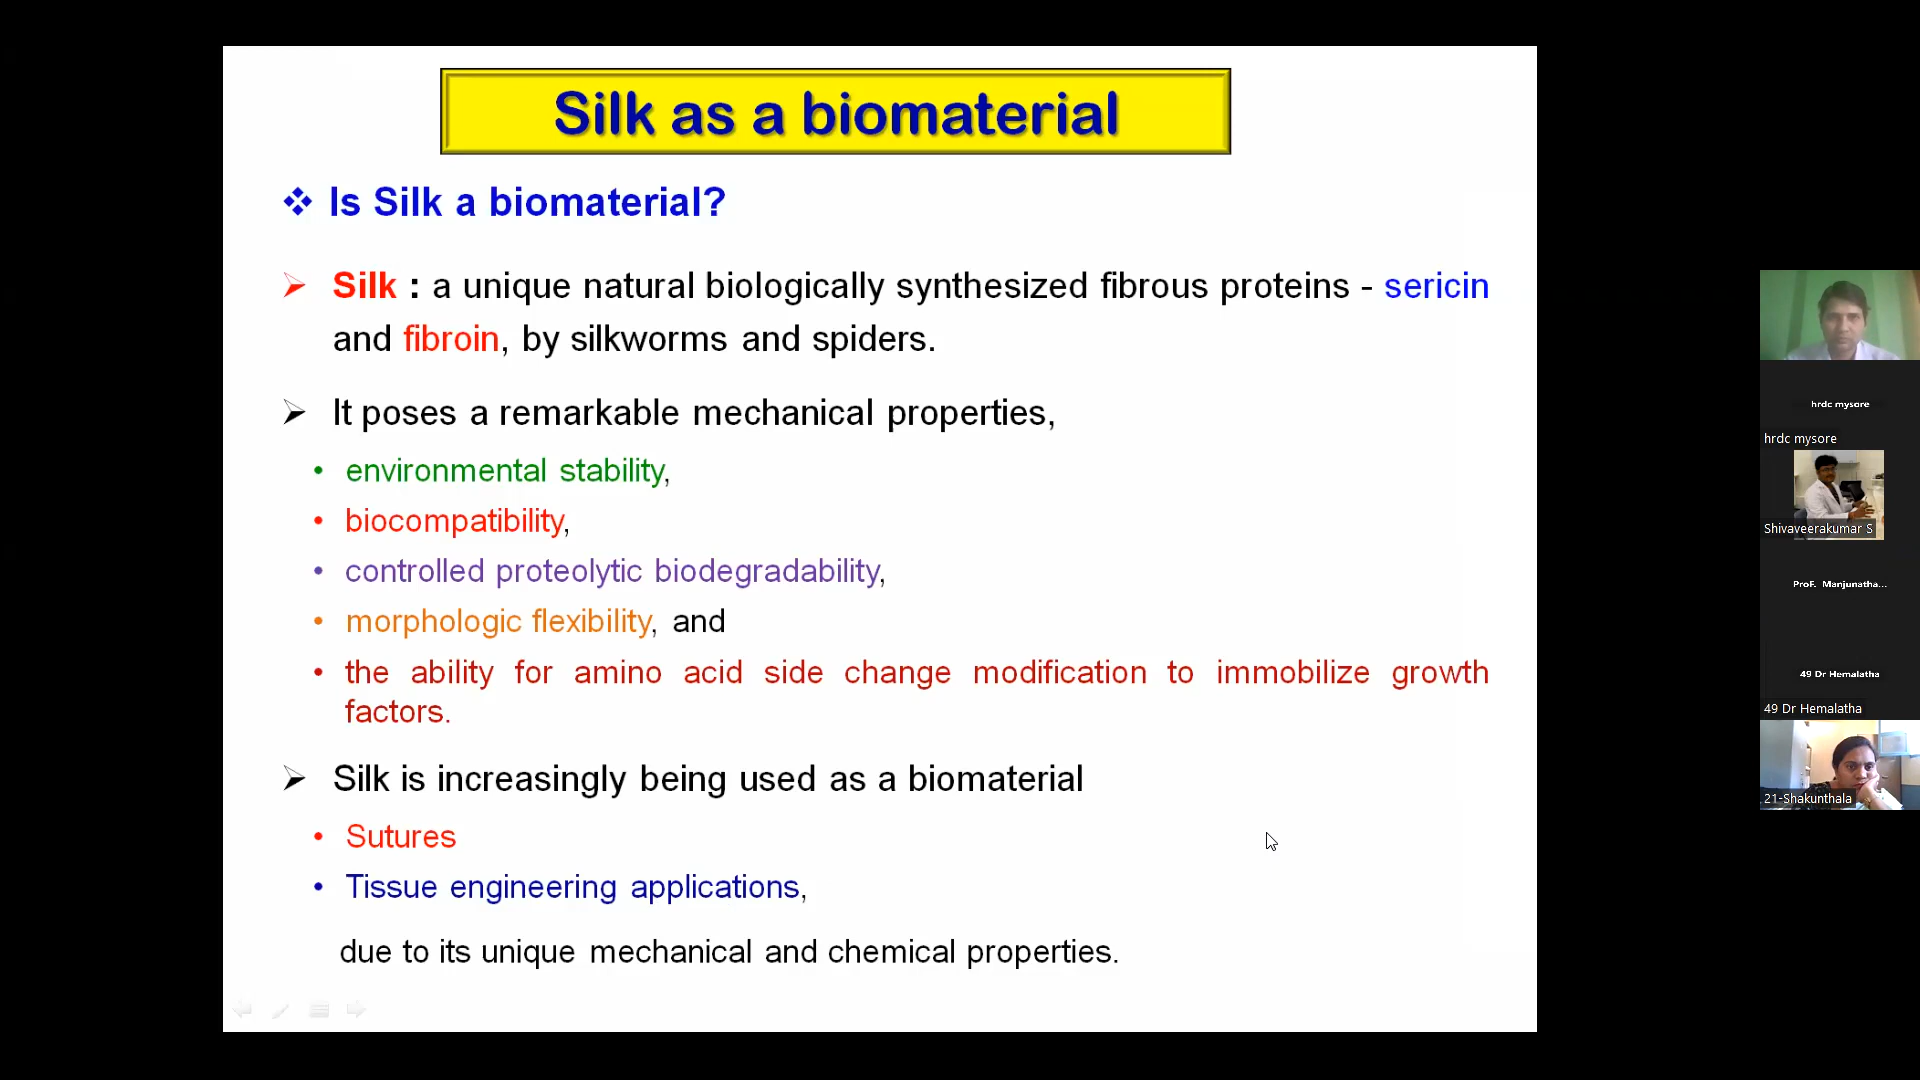 Silk as a biomaterial
Is Silk a biomaterial?
Silk : a unique natural biologically synthesized fibrous proteins - sericin
and fibroin, by silkworms and spiders.
It poses a remarkable mechanical properties,
• environmental stability,
• biocompatibility,
• controlled proteolytic biodegradability,
• morphologic flexibility, and
• the ability for amino acid side change modification to immobilize growth
factors.
Silk is increasingly being used as a biomaterial
• Sutures
• Tissue engineering applications,
due to its unique mechanical and chemical properties.
hrdc mysore
hrdc mysore
Shivaveerakumar S
ProF. Manjunatha...
49 Dr Hemalatha
49 Dr Hemalatha
21-Shakunthala